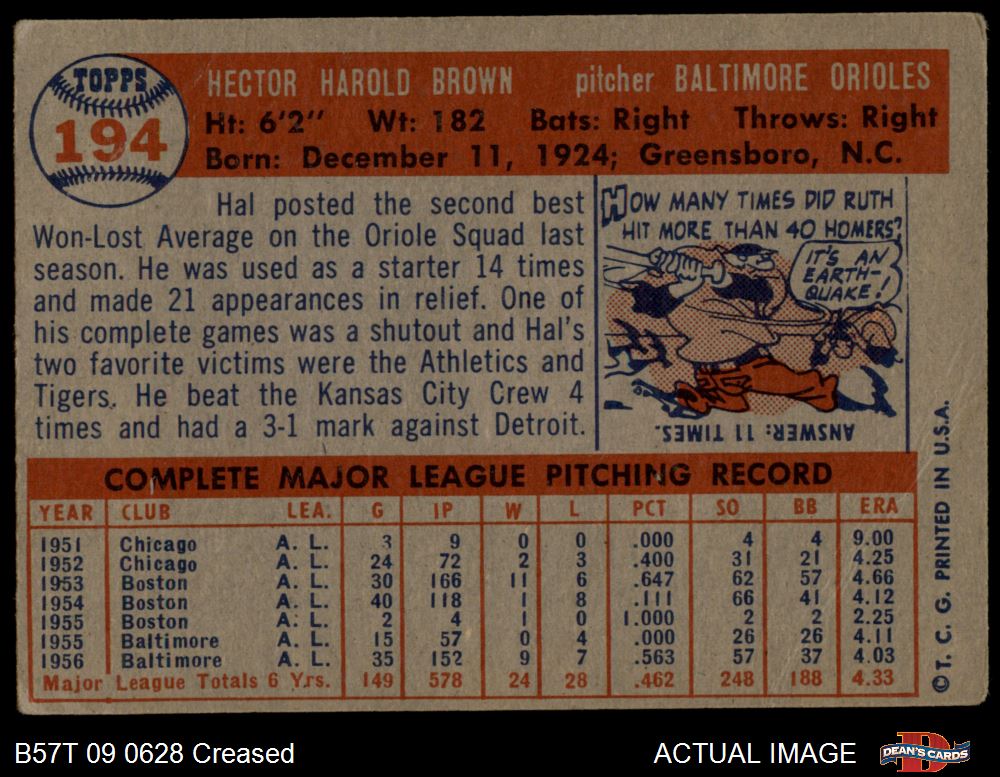 TOPPS
194
HECTOR HAROLD BROWN pitcher BALTIMORE ORIOLES
Ht: 6'2" Wt: 182 Bats: Right Throws: Right
Born: December 11, 1924; Greensboro, N.C.
Hal posted the second best
Won-Lost Average on the Oriole Squad last
season. He was used as a starter 14 times
and made 21 appearances in relief. One of
his complete games was a shutout and Hal's
two favorite victims were the Athletics and
Tigers. He beat the Kansas City Crew 4
times and had a 3-1 mark against Detroit.
HOW MANY TIMES DID RUTH
HIT MORE THAN 40 HOMERS?
IT'S AN
EARTH-
QUAKE!
ANSWER: 11 TIMES.
COMPLETE MAJOR LEAGUE PITCHING RECORD
YEAR CLUB LEA. G IP W L PCT SO BB ERA
1951 Chicago A. L. 3 9 0 0 .000 4 4 9.00
1952 Chicago A. L. 24 72 2 3 .400 31 21 4.25
1953 Boston A. L. 30 166 11 6 .647 62 57 4.66
1954 Boston A. L. 40 118 1 8 .111 66 41 4.12
1955 Boston A. L. 2 4 1 0 1.000 2 2 2.25
1955 Baltimore A. L. 15 57 0 4 .000 26 26 4.11
1956 Baltimore A. L. 35 152 9 7 .563 57 37 4.03
Major League Totals 6 Yrs. 149 578 24 28 .462 248 188 4.33
© T. C. G. PRINTED IN U.S.A.
B57T 09 0628 Creased
ACTUAL IMAGE
DEAN'S CARDS